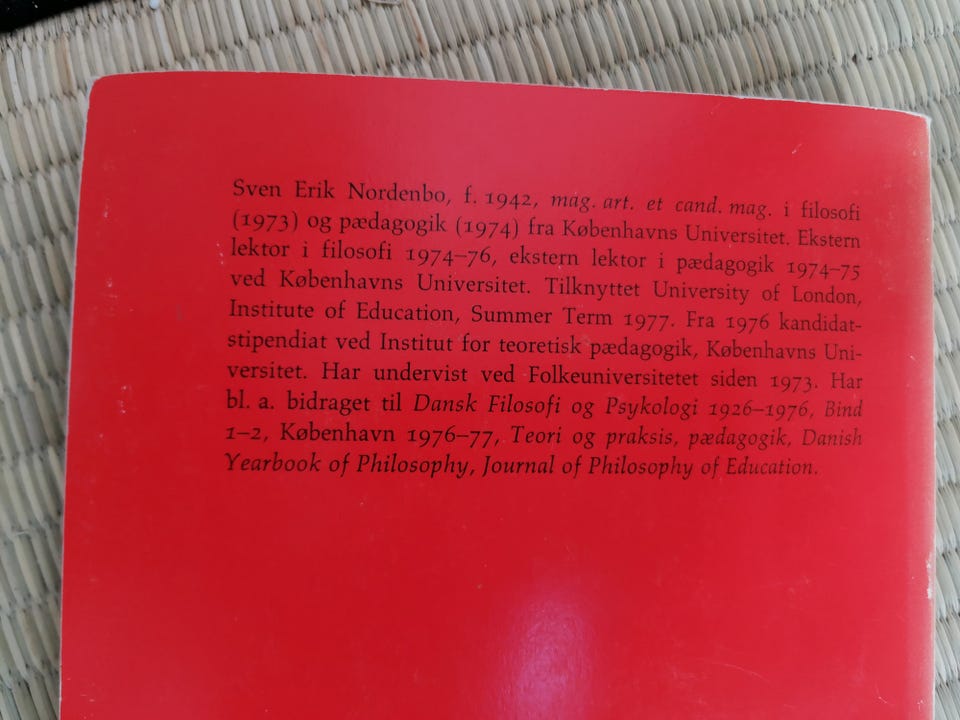 Sven Erik Nordenbo, f. 1942, mag. art. et cand. mag. i filosofi
(1973) og pædagogik (1974) fra Københavns Universitet. Ekstern
lektor i filosofi 1974–76, ekstern lektor i pædagogik 1974–75
ved Københavns Universitet. Tilknyttet University of London,
Institute of Education, Summer Term 1977. Fra 1976 kandidat-
stipendiat ved Institut for teoretisk pædagogik, Københavns Uni-
versitet. Har undervist ved Folkeuniversitetet siden 1973. Har
bl. a. bidraget til Dansk Filosofi og Psykologi 1926–1976, Bind
1–2, København 1976–77, Teori og praksis, pædagogik, Danish
Yearbook of Philosophy, Journal of Philosophy of Education.